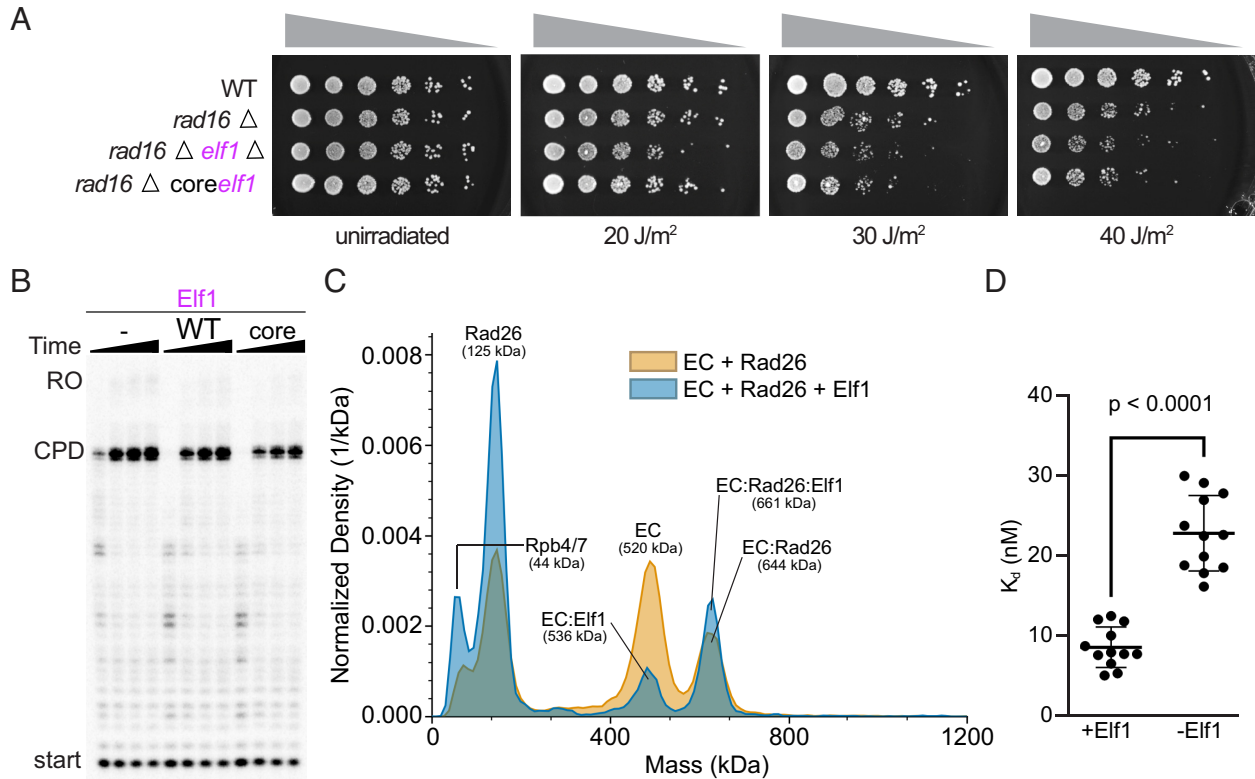 A
WT
rad16 △
rad16 △ elf1 △
rad16 △ coreelf1
unirradiated
20 J/m²
30 J/m²
40 J/m²
B
Elf1
- WT core
Time
RO
CPD
start
C
Normalized Density (1/kDa)
0.008
0.006
0.004
0.002
0.000
Rad26
(125 kDa)
EC + Rad26
EC + Rad26 + Elf1
Rpb4/7
(44 kDa)
EC
(520 kDa)
EC:Elf1
(536 kDa)
EC:Rad26:Elf1
(661 kDa)
EC:Rad26
(644 kDa)
0 400 800 1200
Mass (kDa)
D
p < 0.0001
Kd (nM)
40
30
20
10
0
+Elf1 -Elf1